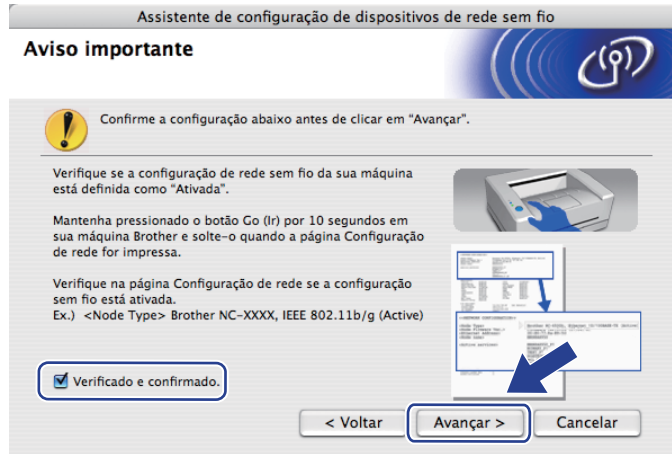 Assistente de configuração de dispositivos de rede sem fio
Aviso importante
Confirme a configuração abaixo antes de clicar em "Avançar".
Verifique se a configuração de rede sem fio da sua máquina
está definida como "Ativada".
Mantenha pressionado o botão Go (Ir) por 10 segundos em
sua máquina Brother e solte-o quando a página Configuração
de rede for impressa.
Verifique na página Configuração de rede se a configuração
sem fio está ativada.
Ex.) <Node Type> Brother NC-XXXX, IEEE 802.11b/g (Active)
Verificado e confirmado.
< Voltar
Avançar >
Cancelar